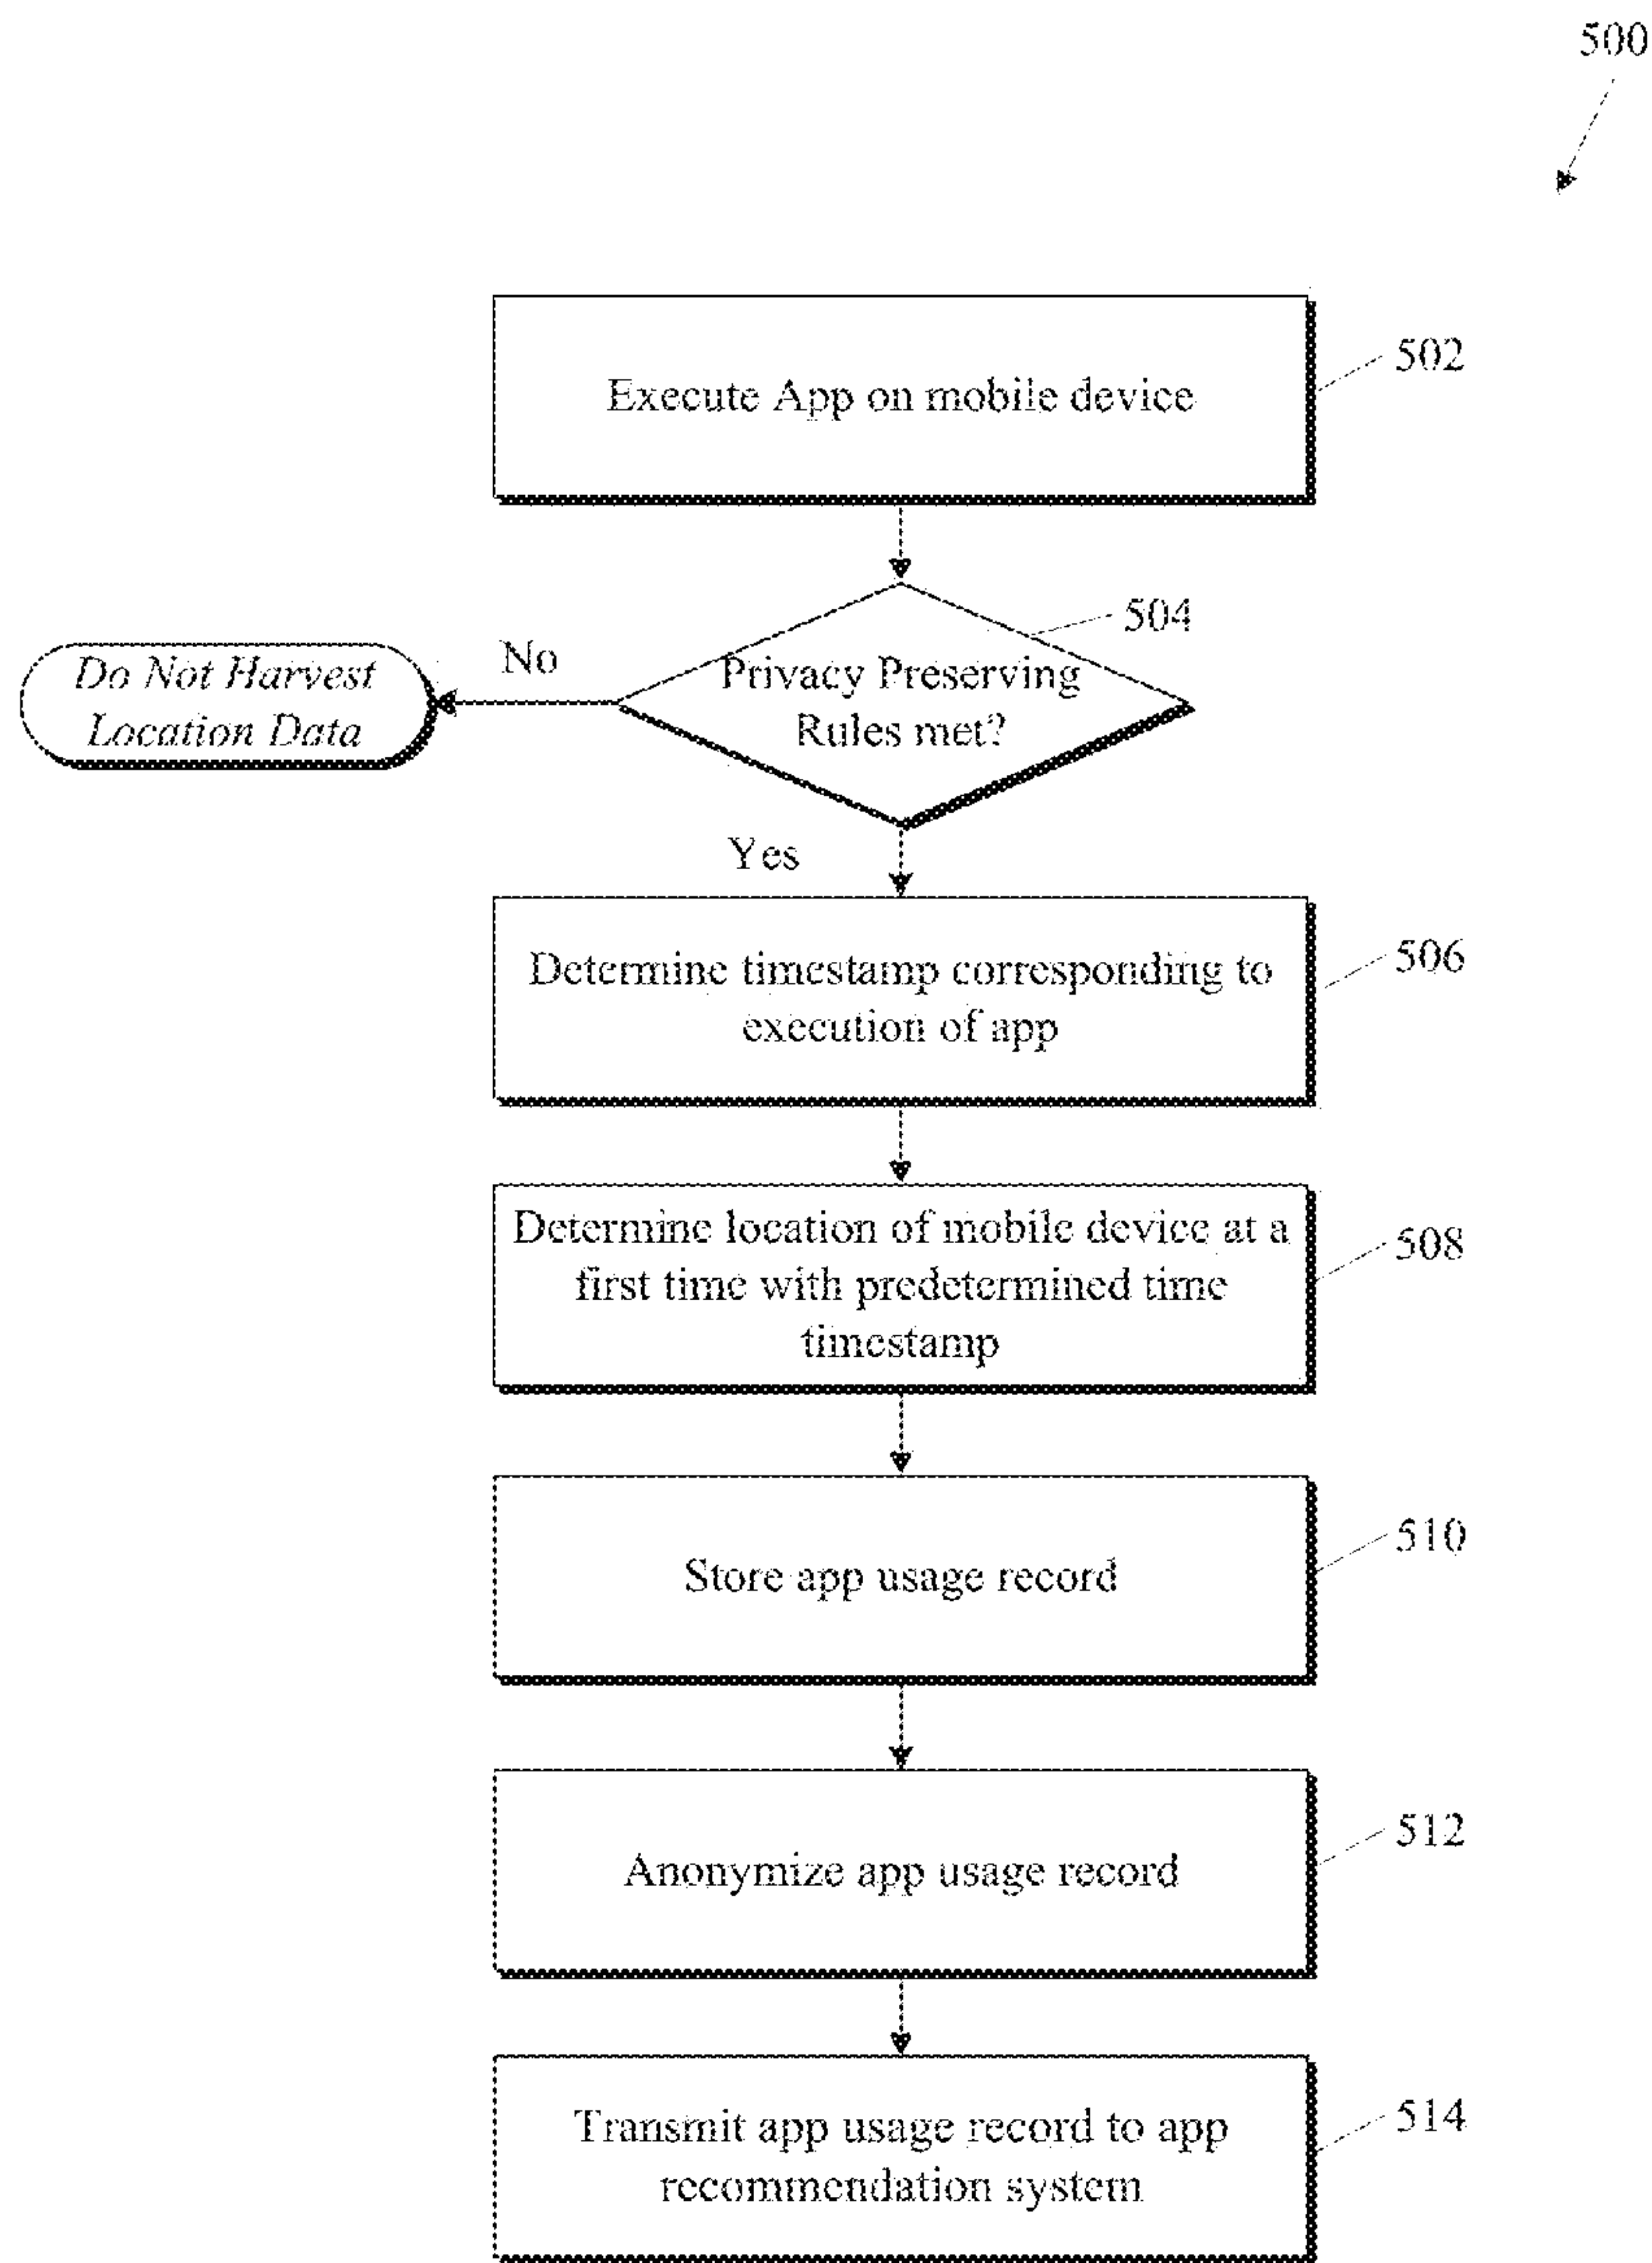 500
Execute App on mobile device
502
504
No
Do Not Harvest
Location Data
Privacy Preserving
Rules met?
Yes
Determine timestamp corresponding to
execution of app
506
Determine location of mobile device at a
first time with predetermined time
timestamp
508
Store app usage record
510
Anonymize app usage record
512
Transmit app usage record to app
recommendation system
514